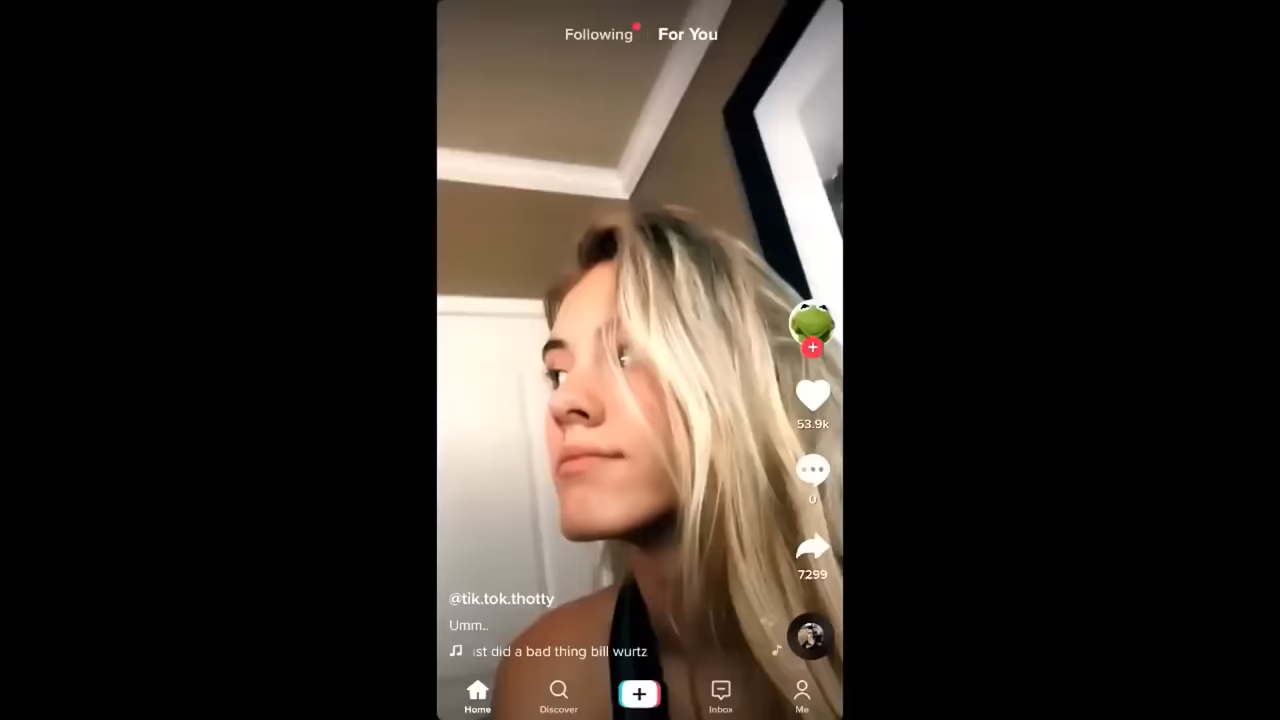 Following
For You
53.9k
0
7299
@tik.tok.thotty
Umm..
ist did a bad thing bill wurtz
Home
Discover
Inbox
Me